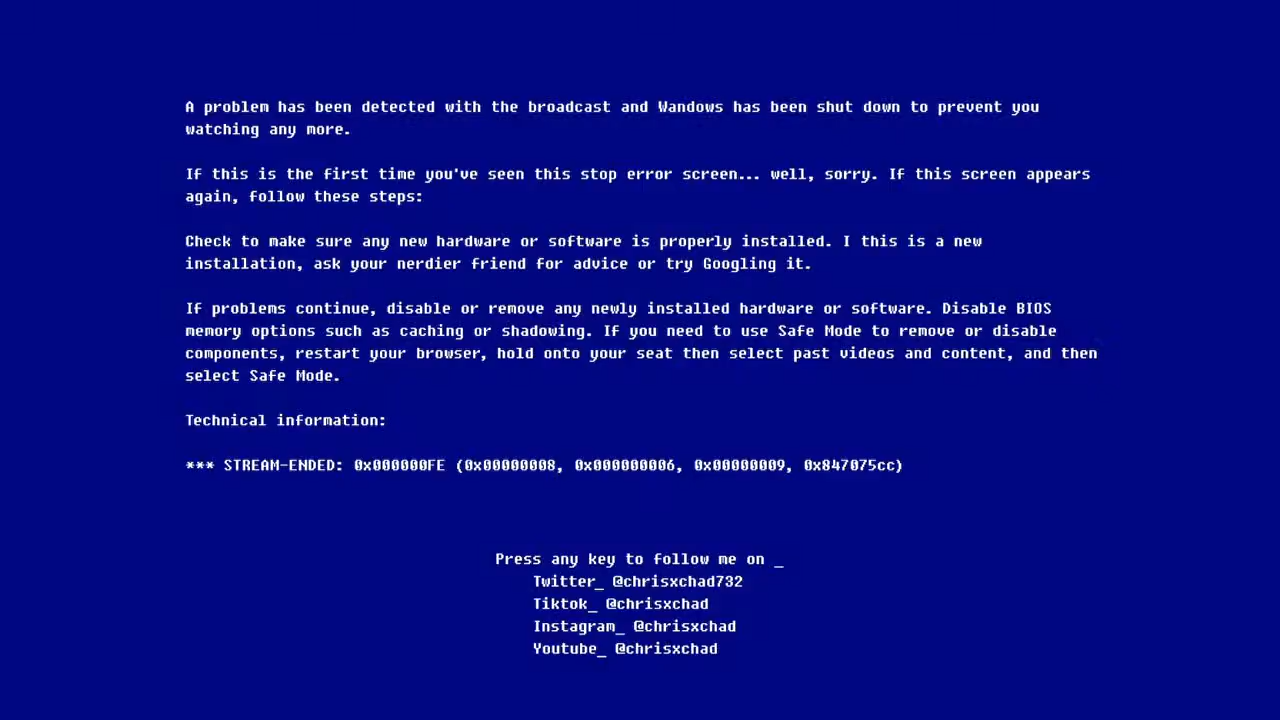 A problem has been detected with the broadcast and Wandows has been shut down to prevent you
watching any more.
If this is the first time you've seen this stop error screen... well, sorry. If this screen appears
again, follow these steps:
Check to make sure any new hardware or software is properly installed. I this is a new
installation, ask your nerdier friend for advice or try Googling it.
If problems continue, disable or remove any newly installed hardware or software. Disable BIOS
memory options such as caching or shadowing. If you need to use Safe Mode to remove or disable
components, restart your browser, hold onto your seat then select past videos and content, and then
select Safe Mode.
Technical information:
*** STREAM-ENDED: 0x000000FE (0x00000008, 0x000000006, 0x00000009, 0x847075cc)
Press any key to follow me on _
Twitter_ @chrisxchad732
Tiktok_ @chrisxchad
Instagram_ @chrisxchad
Youtube_ @chrisxchad